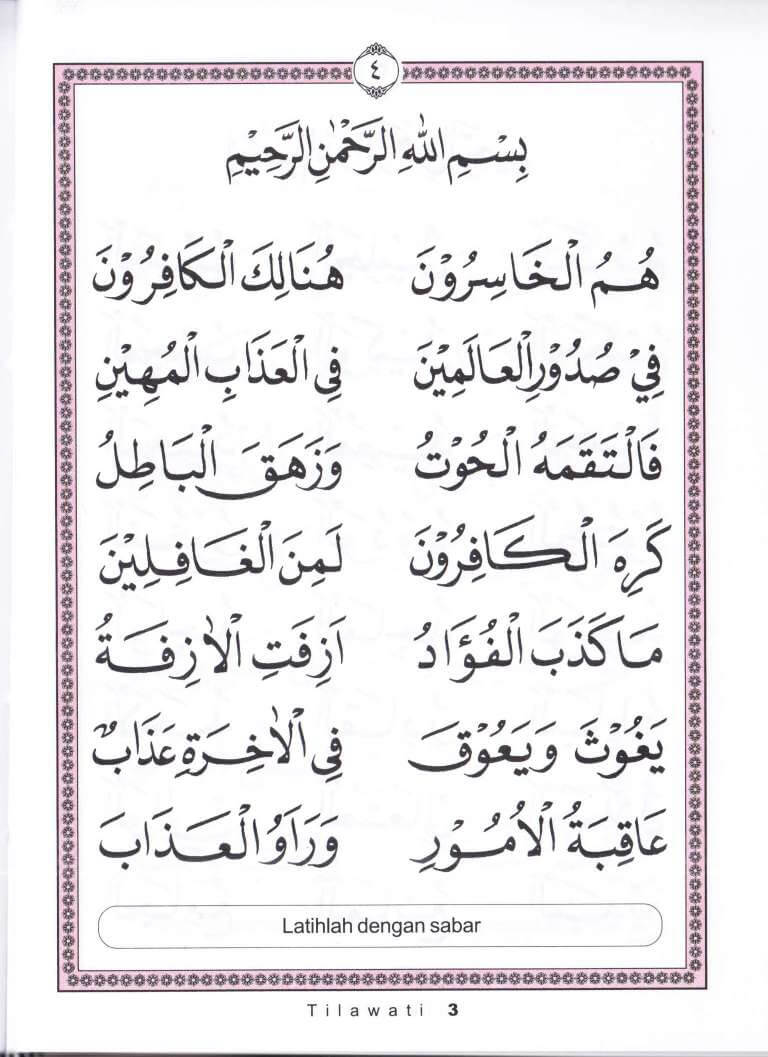 ٤
بِسْمِ اللهِ الرَّحْمٰنِ الرَّحِيْمِ
هُمُ الْخَاسِرُوْنَ هُنَالِكَ الْكَافِرُوْنَ
فِيْ صُدُوْرِ الْعَالَمِيْنَ فِى الْعَذَابِ الْمُهِيْنِ
فَالْتَقَمَهُ الْحُوْتُ وَزَهَقَ الْبَاطِلُ
كَرِهَ الْكَافِرُوْنَ لَمِنَ الْغَافِلِيْنَ
مَا كَذَبَ الْفُؤَادُ اَزِفَتِ الْاٰزِفَةُ
يَغُوْثَ وَيَعُوْقَ فِى الْاٰخِرَةِ عَذَابٌ
عَاقِبَةُ الْاُمُوْرِ وَرَاَوُ الْعَذَابَ
Latihlah dengan sabar
Tilawati 3